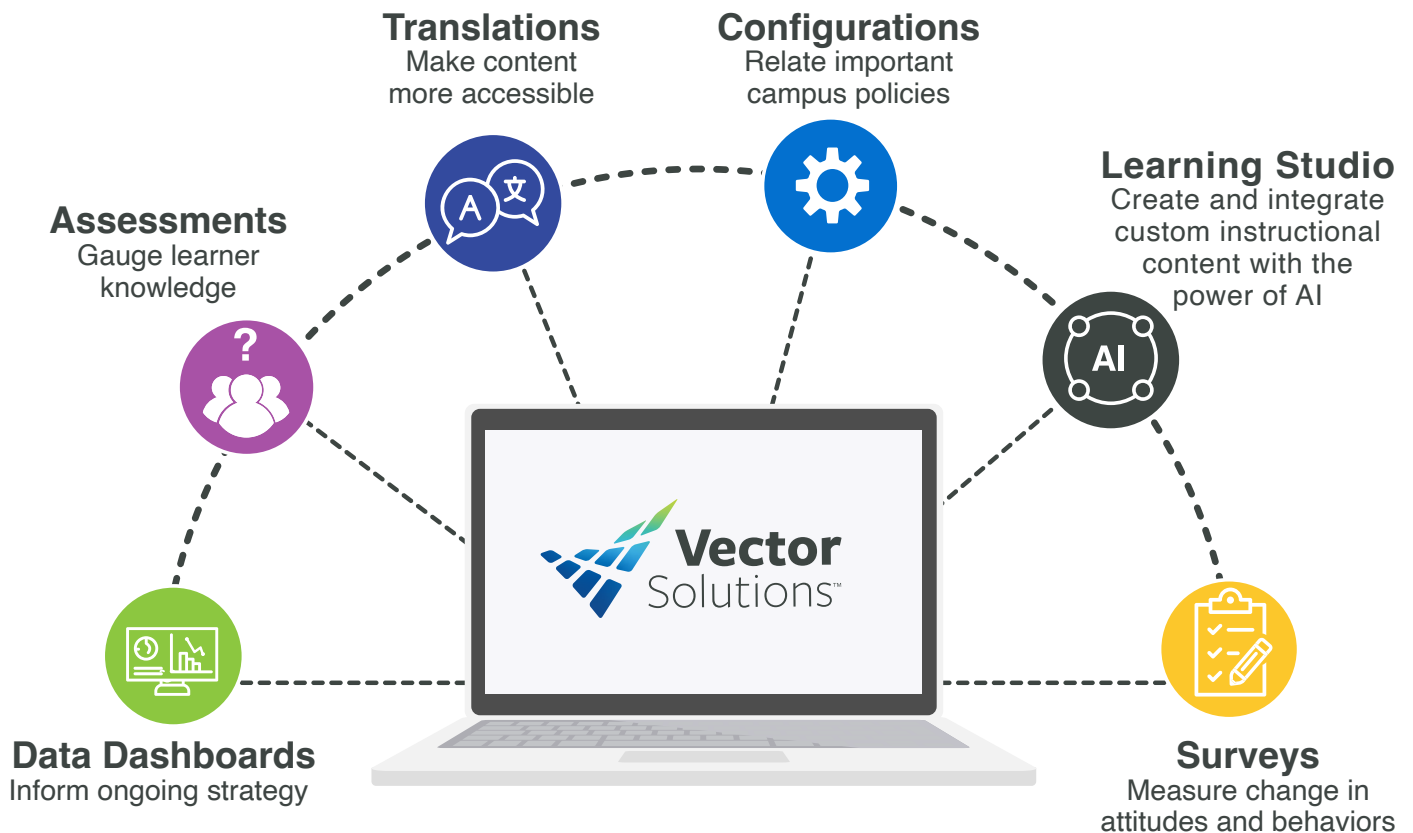 Translations
Make content
more accessible
Configurations
Relate important
campus policies
Learning Studio
Create and integrate
custom instructional
content with the
power of AI
Assessments
Gauge learner
knowledge
A 文
?
AI
Vector
Solutions™
Data Dashboards
Inform ongoing strategy
Surveys
Measure change in
attitudes and behaviors